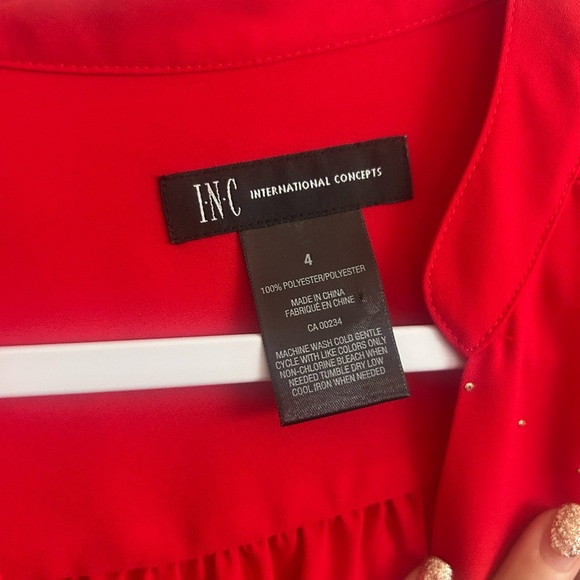 I·N·C INTERNATIONAL CONCEPTS
4
100% POLYESTER/POLYESTER
MADE IN CHINA
FABRIQUÉ EN CHINE
CA 00234
MACHINE WASH COLD GENTLE
CYCLE WITH LIKE COLORS ONLY
NON-CHLORINE BLEACH WHEN
NEEDED TUMBLE DRY LOW
COOL IRON WHEN NEEDED